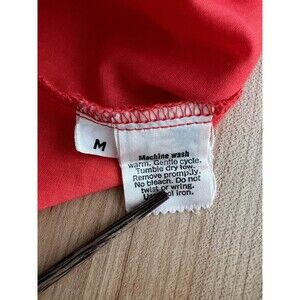 M
Machine wash
warm. Gentle cycle.
Tumble dry low.
Remove promptly.
No bleach. Do not
twist or wring.
iron.